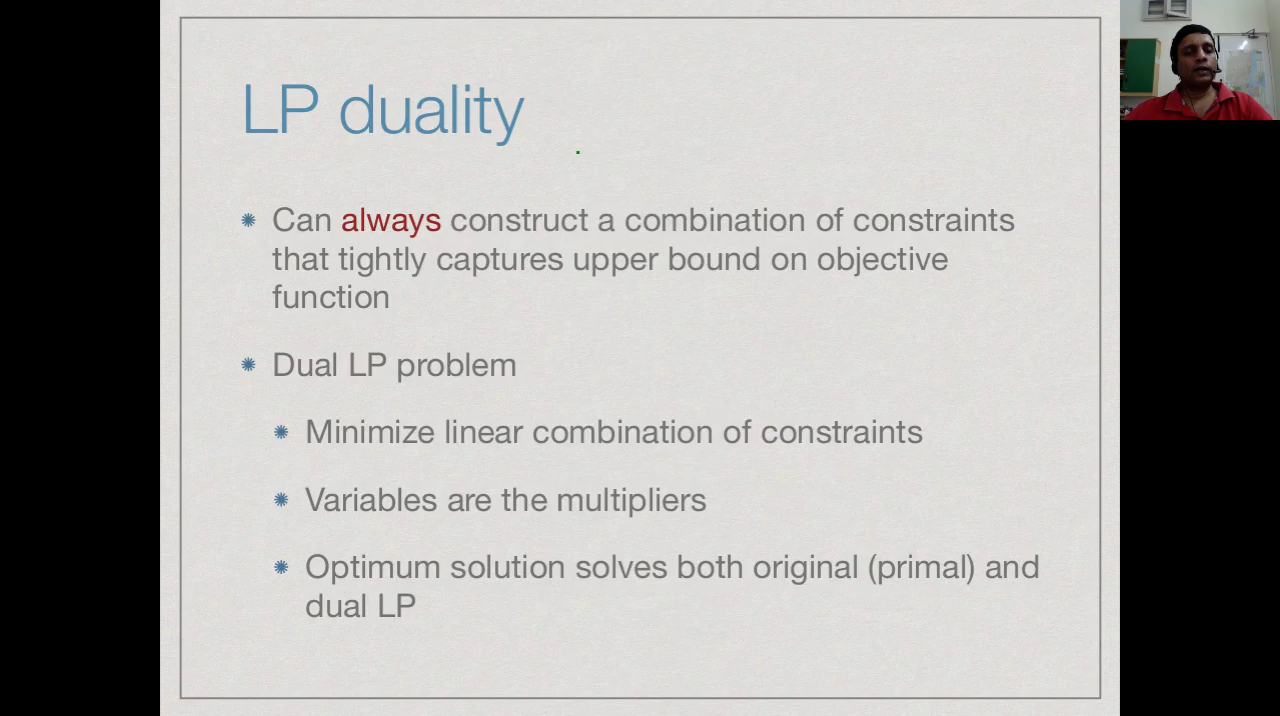 LP duality
Can always construct a combination of constraints
that tightly captures upper bound on objective
function
Dual LP problem
Minimize linear combination of constraints
Variables are the multipliers
Optimum solution solves both original (primal) and
dual LP